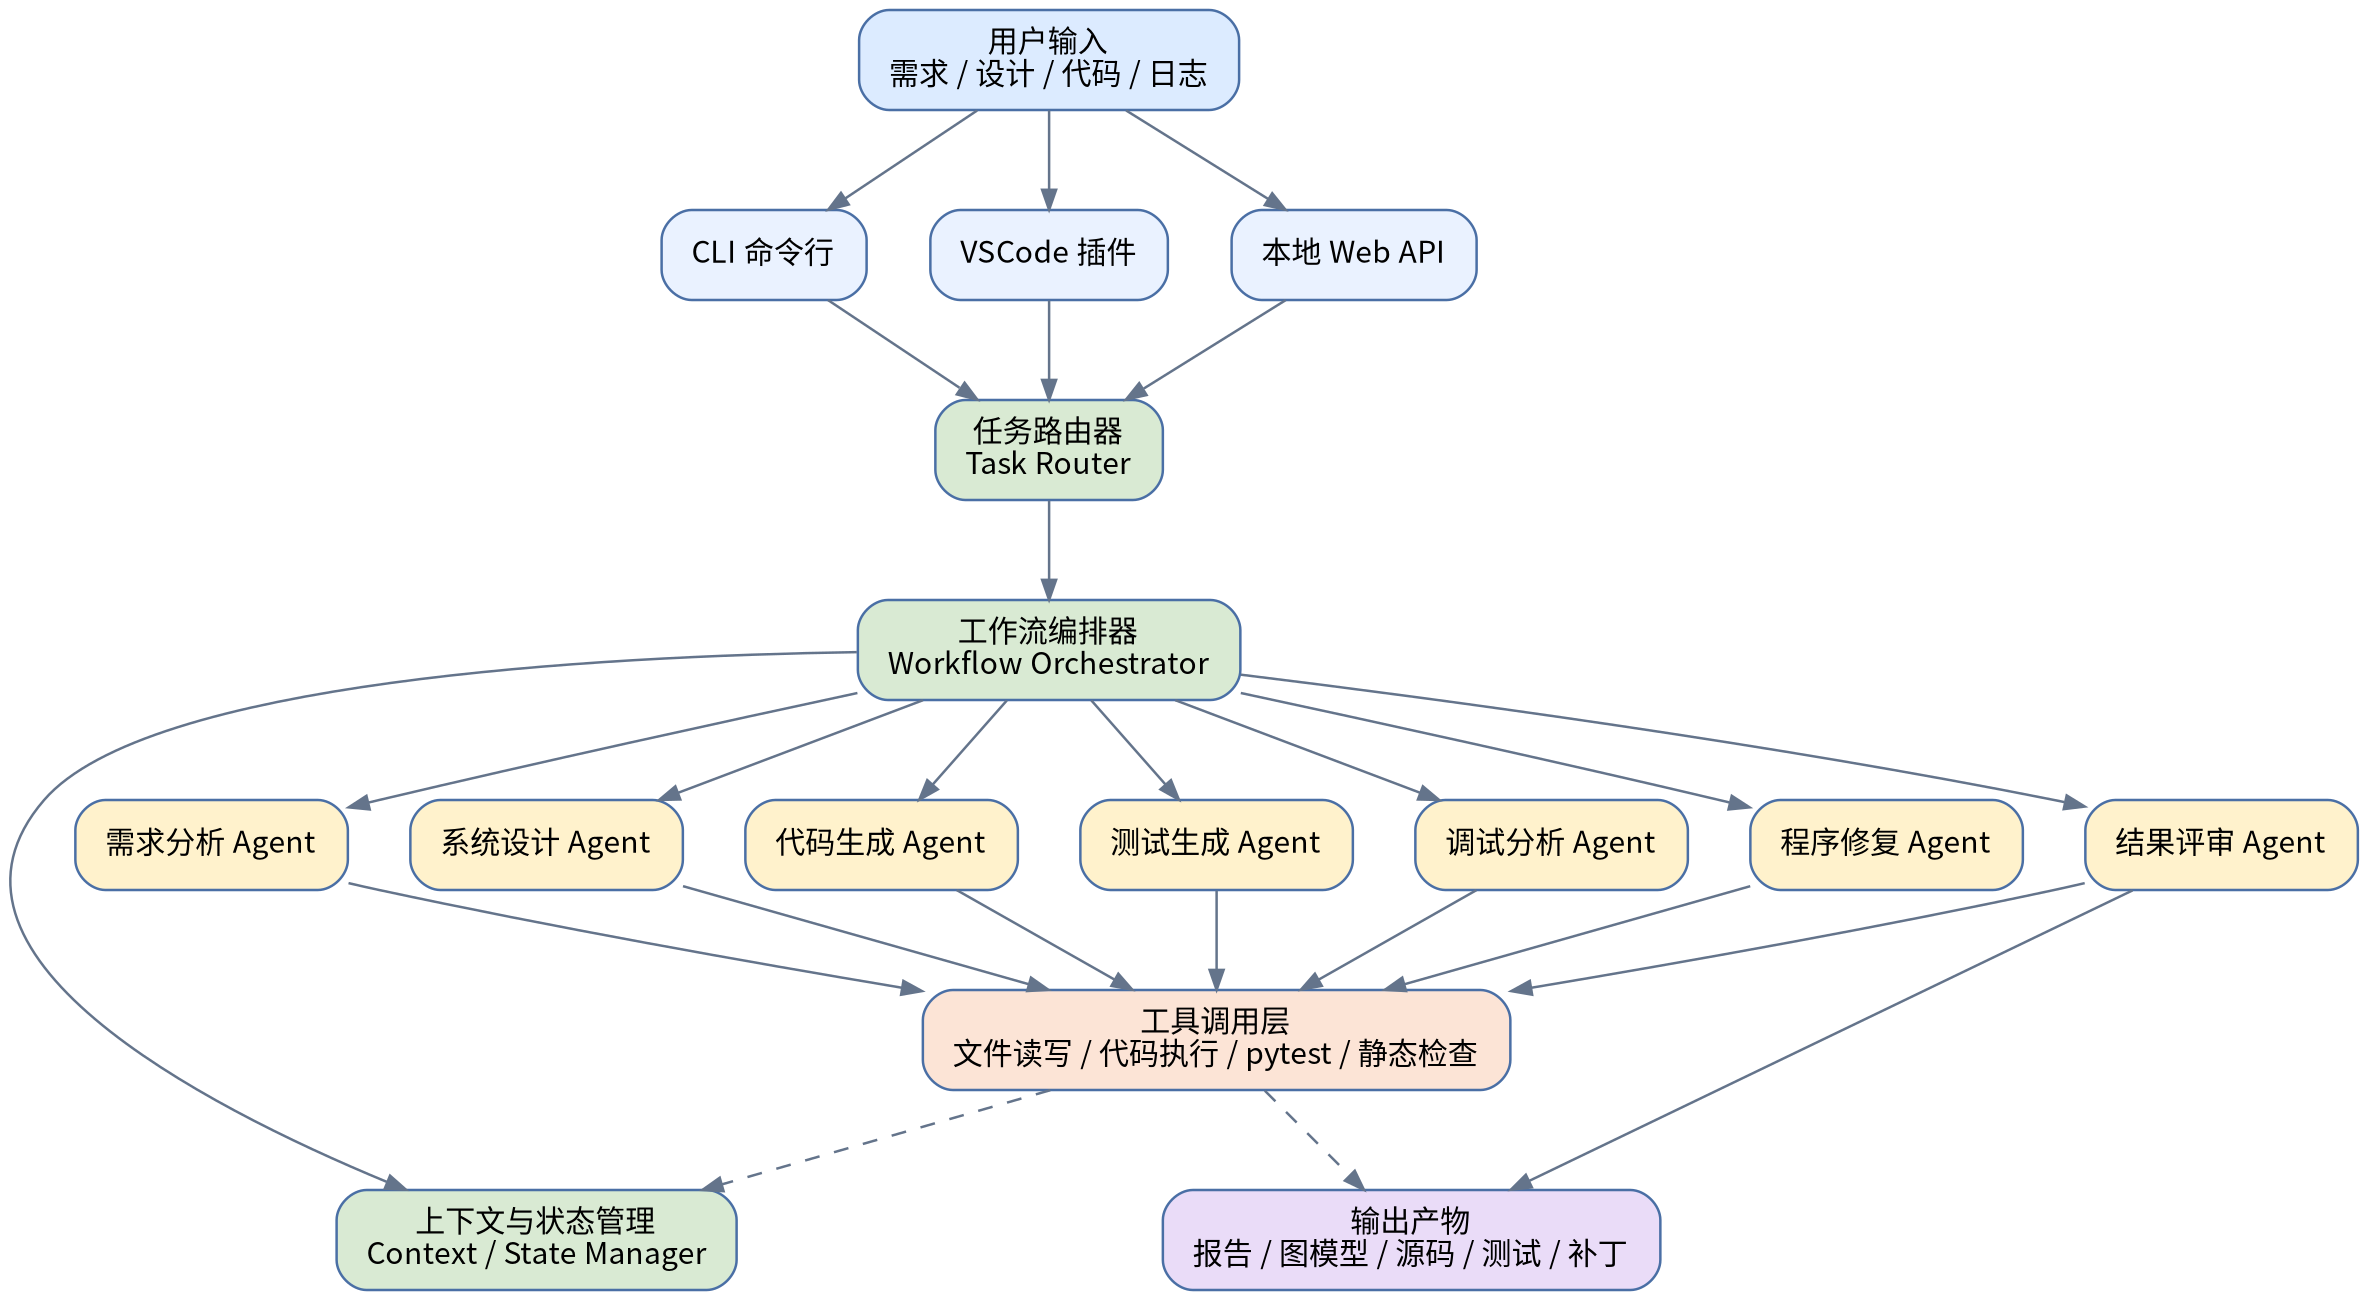 用户输入
需求 / 设计 / 代码 / 日志
CLI 命令行
VSCode 插件
本地 Web API
任务路由器
Task Router
工作流编排器
Workflow Orchestrator
需求分析 Agent
系统设计 Agent
代码生成 Agent
测试生成 Agent
调试分析 Agent
程序修复 Agent
结果评审 Agent
工具调用层
文件读写 / 代码执行 / pytest / 静态检查
上下文与状态管理
Context / State Manager
输出产物
报告 / 图模型 / 源码 / 测试 / 补丁